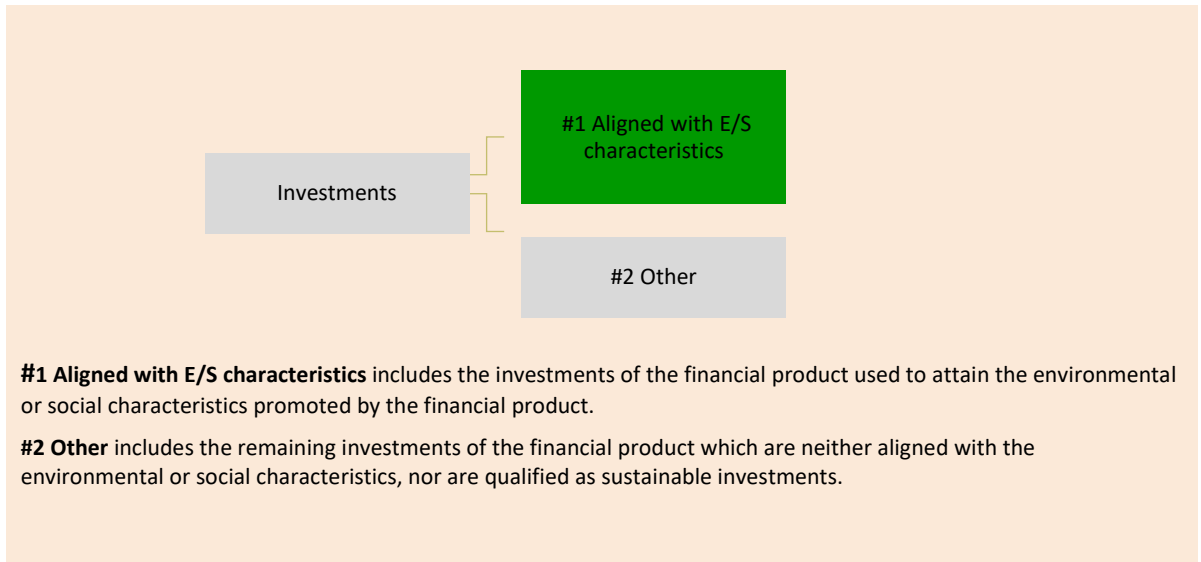 #1 Aligned with E/S
characteristics
Investments
#2 Other
#1 Aligned with E/S characteristics includes the investments of the financial product used to attain the environmental
or social characteristics promoted by the financial product.
#2 Other includes the remaining investments of the financial product which are neither aligned with the
environmental or social characteristics, nor are qualified as sustainable investments.